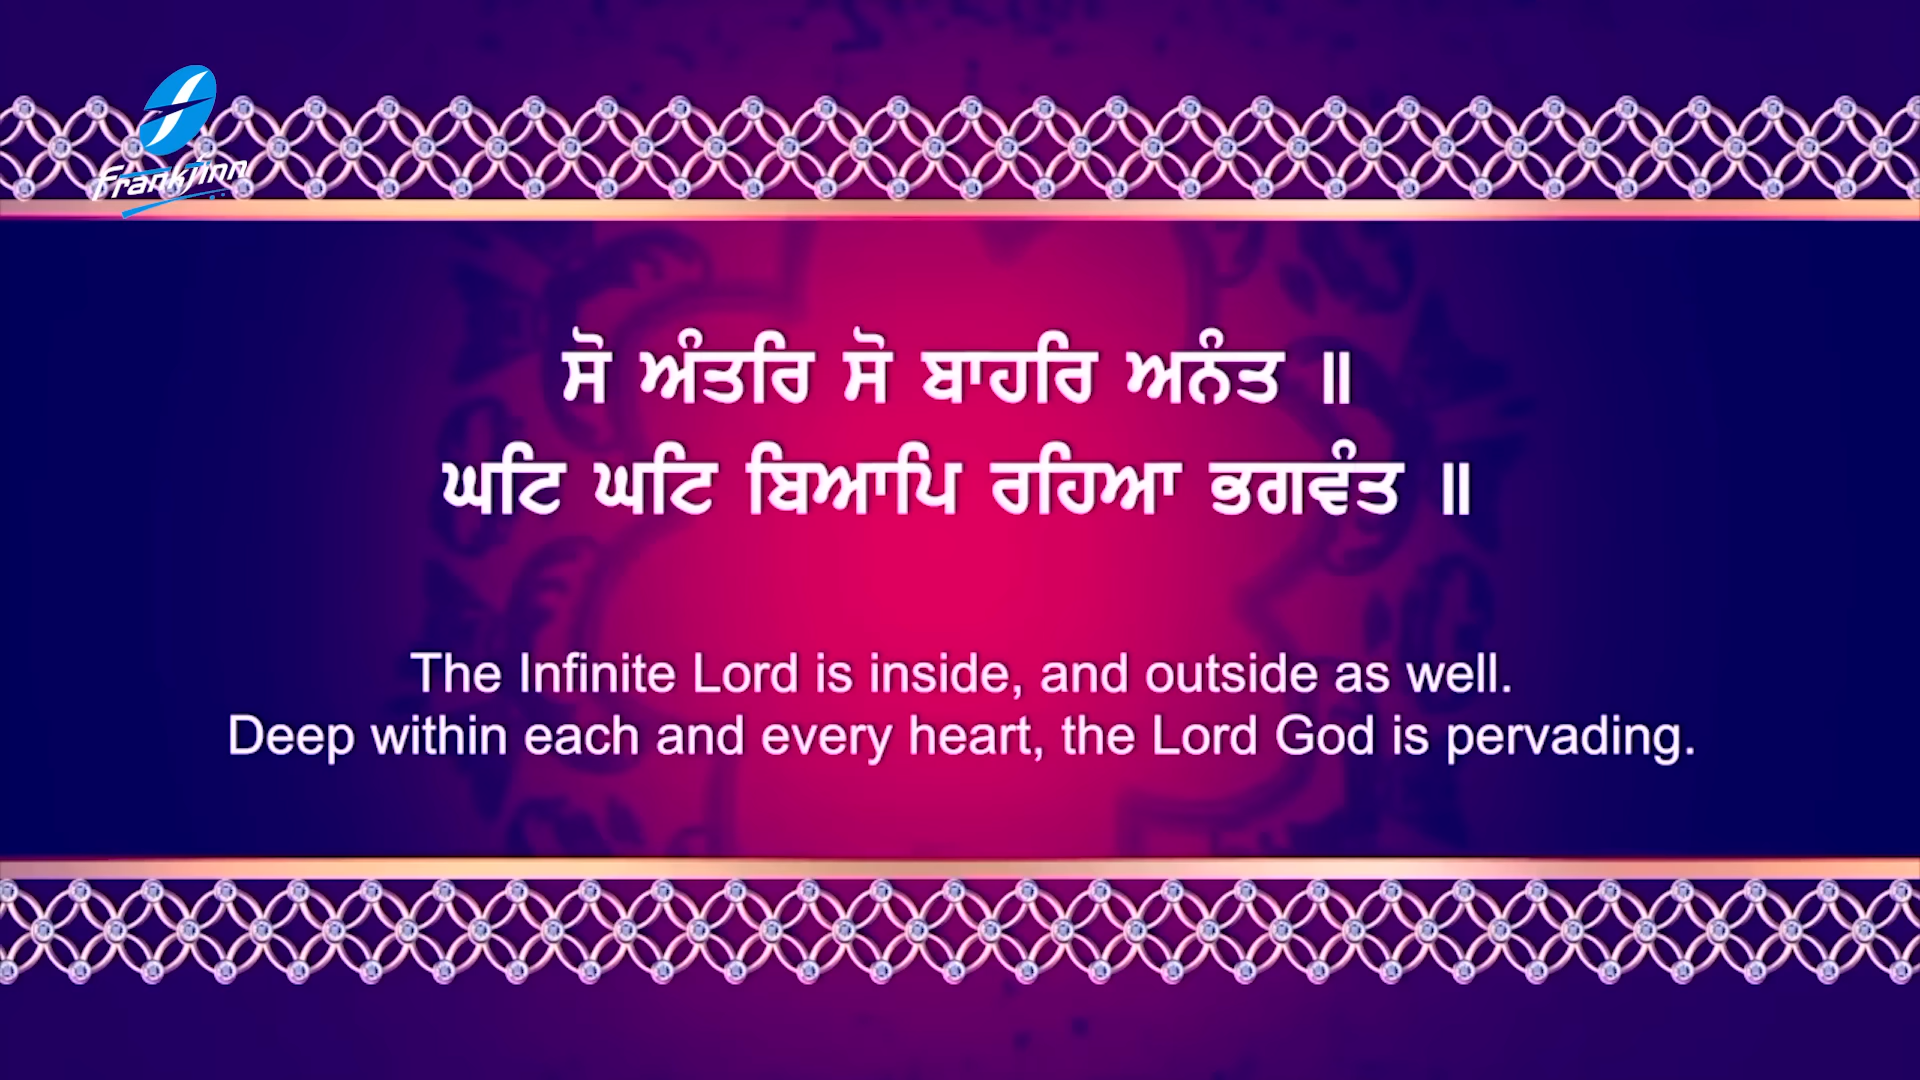 Frankfinn
ਸੋ ਅੰਤਰਿ ਸੋ ਬਾਹਰਿ ਅਨੰਤ ॥
ਘਟਿ ਘਟਿ ਬਿਆਪਿ ਰਹਿਆ ਭਗਵੰਤ ॥
The Infinite Lord is inside, and outside as well.
Deep within each and every heart, the Lord God is pervading.